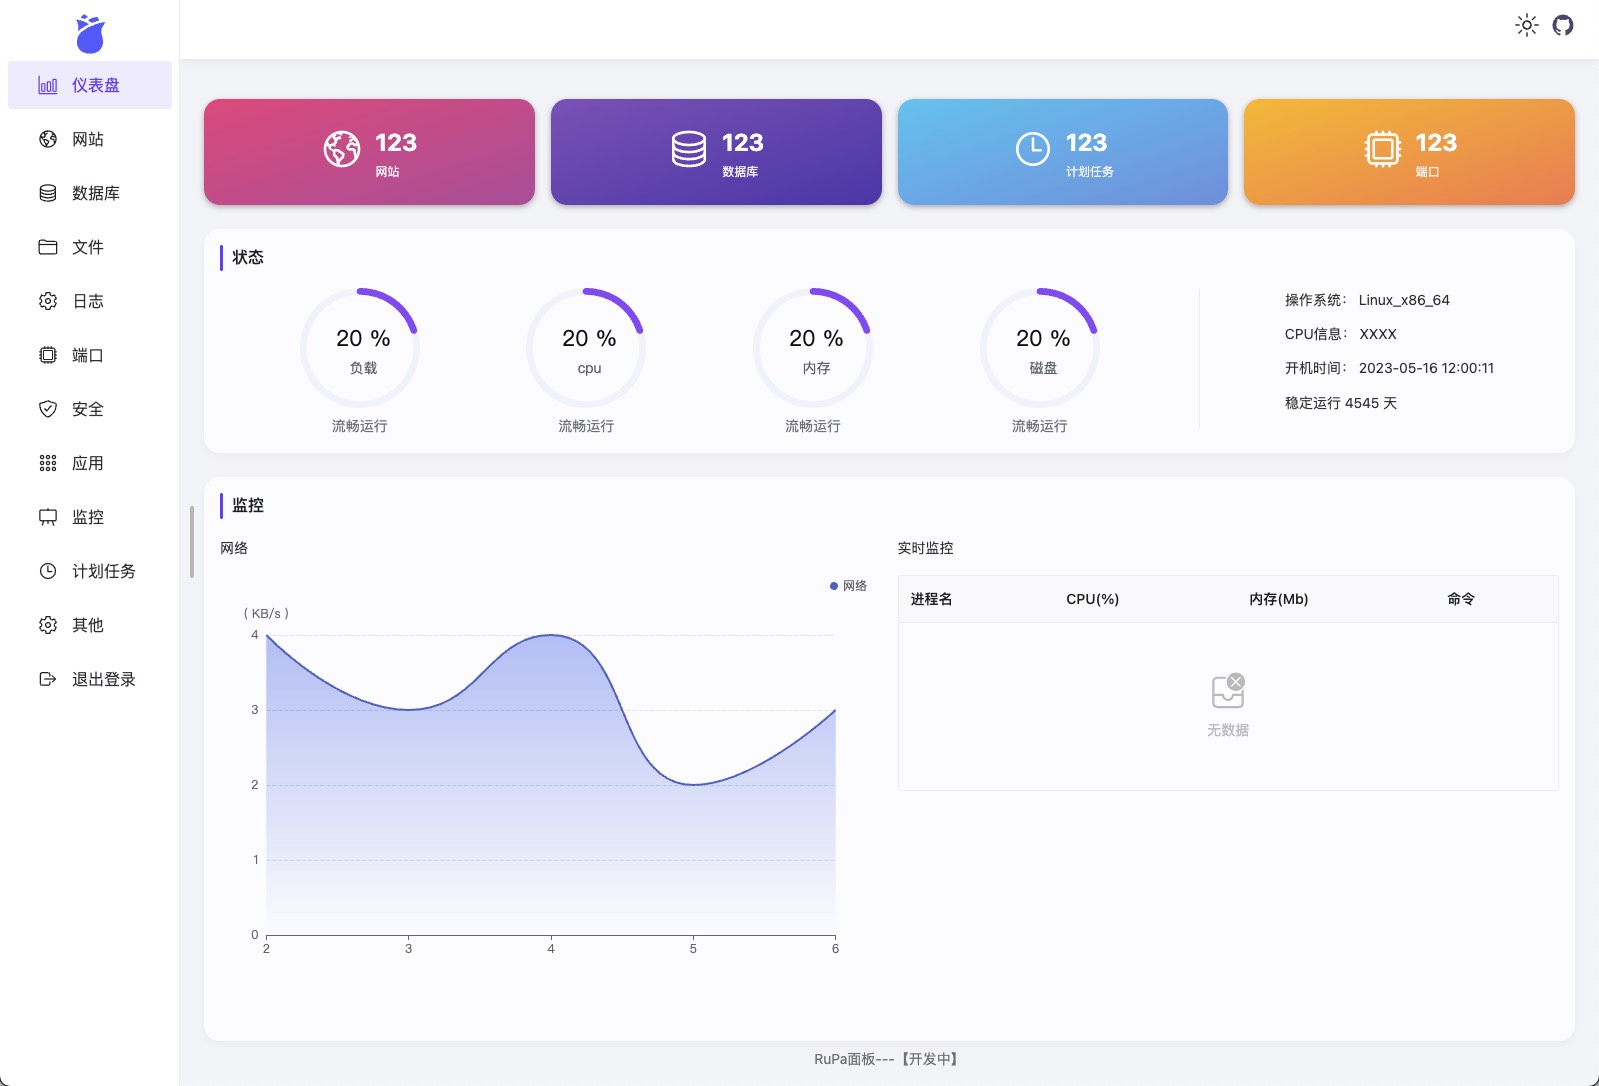 仪表盘
网站
数据库
文件
日志
端口
安全
应用
监控
计划任务
其他
退出登录
123
网站
123
数据库
123
计划任务
123
端口
状态
20 %
负载
流畅运行
20 %
cpu
流畅运行
20 %
内存
流畅运行
20 %
磁盘
流畅运行
操作系统： Linux_x86_64
CPU信息： XXXX
开机时间： 2023-05-16 12:00:11
稳定运行 4545 天
监控
网络
网络
( KB/s )
4
3
2
1
0
2 3 4 5 6
实时监控
进程名 CPU(%) 内存(Mb) 命令
无数据
RuPa面板---【开发中】